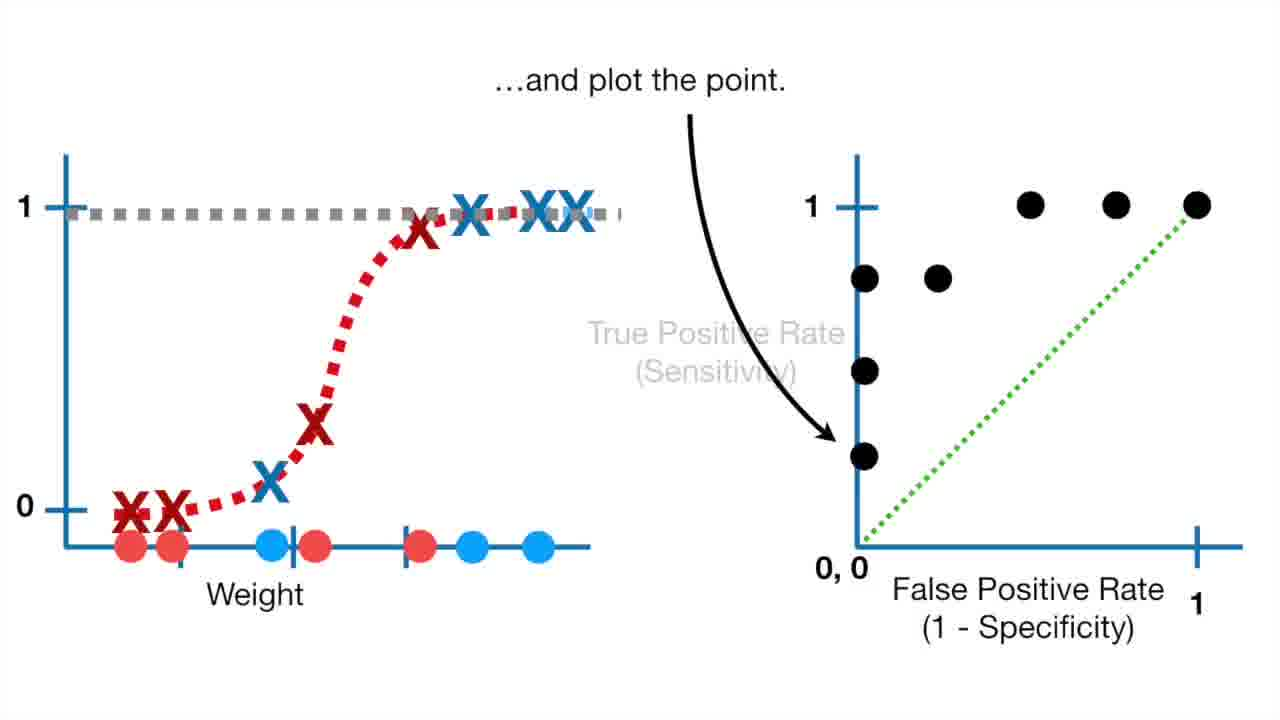 …and plot the point.
1
0
Weight
True Positive Rate
(Sensitivity)
1
0, 0
False Positive Rate
(1 - Specificity)
1